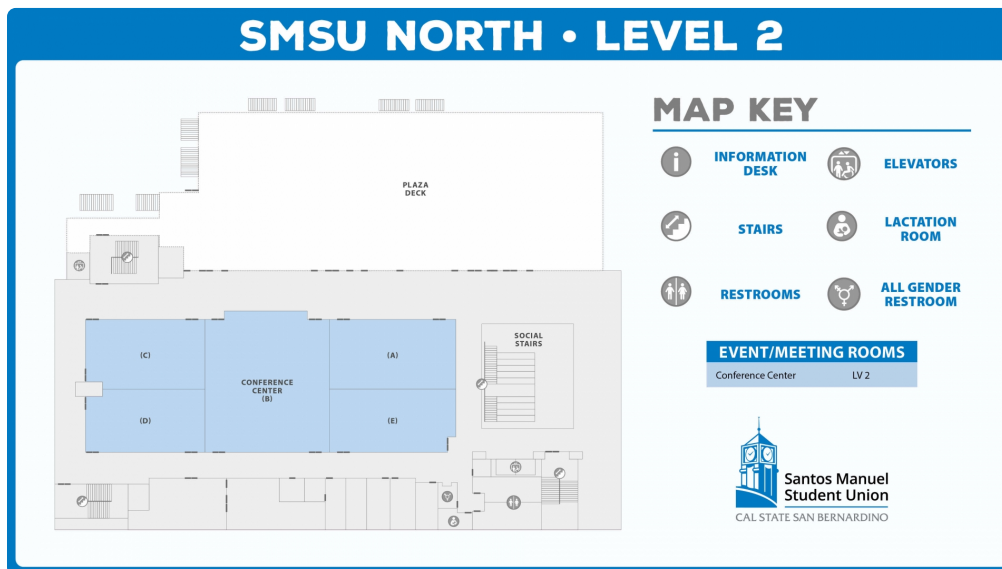 SMSU NORTH • LEVEL 2
PLAZA
DECK
(C)
(A)
CONFERENCE
CENTER
(B)
(D)
(E)
SOCIAL
STAIRS
MAP KEY
INFORMATION
DESK
ELEVATORS
STAIRS
LACTATION
ROOM
RESTROOMS
ALL GENDER
RESTROOM
EVENT/MEETING ROOMS
Conference Center LV 2
Santos Manuel
Student Union
CAL STATE SAN BERNARDINO